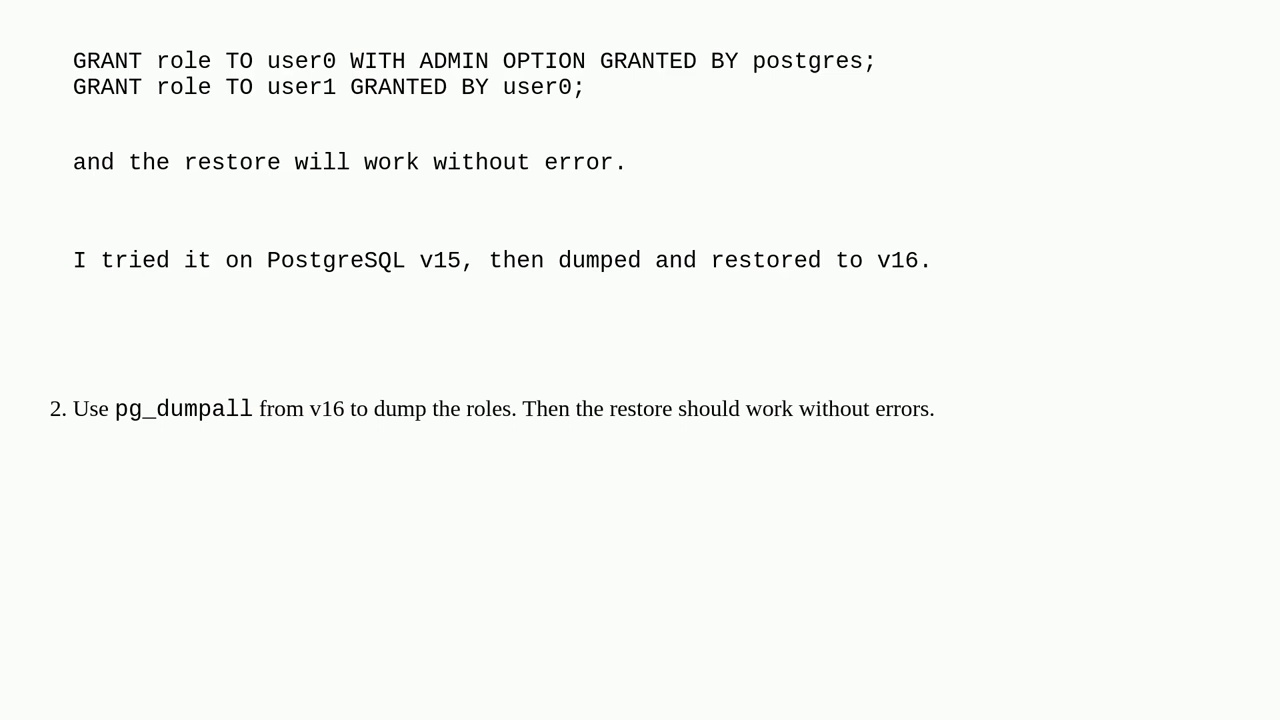 GRANT role TO user0 WITH ADMIN OPTION GRANTED BY postgres;
GRANT role TO user1 GRANTED BY user0;
and the restore will work without error.
I tried it on PostgreSQL v15, then dumped and restored to v16.
2. Use pg_dumpall from v16 to dump the roles. Then the restore should work without errors.